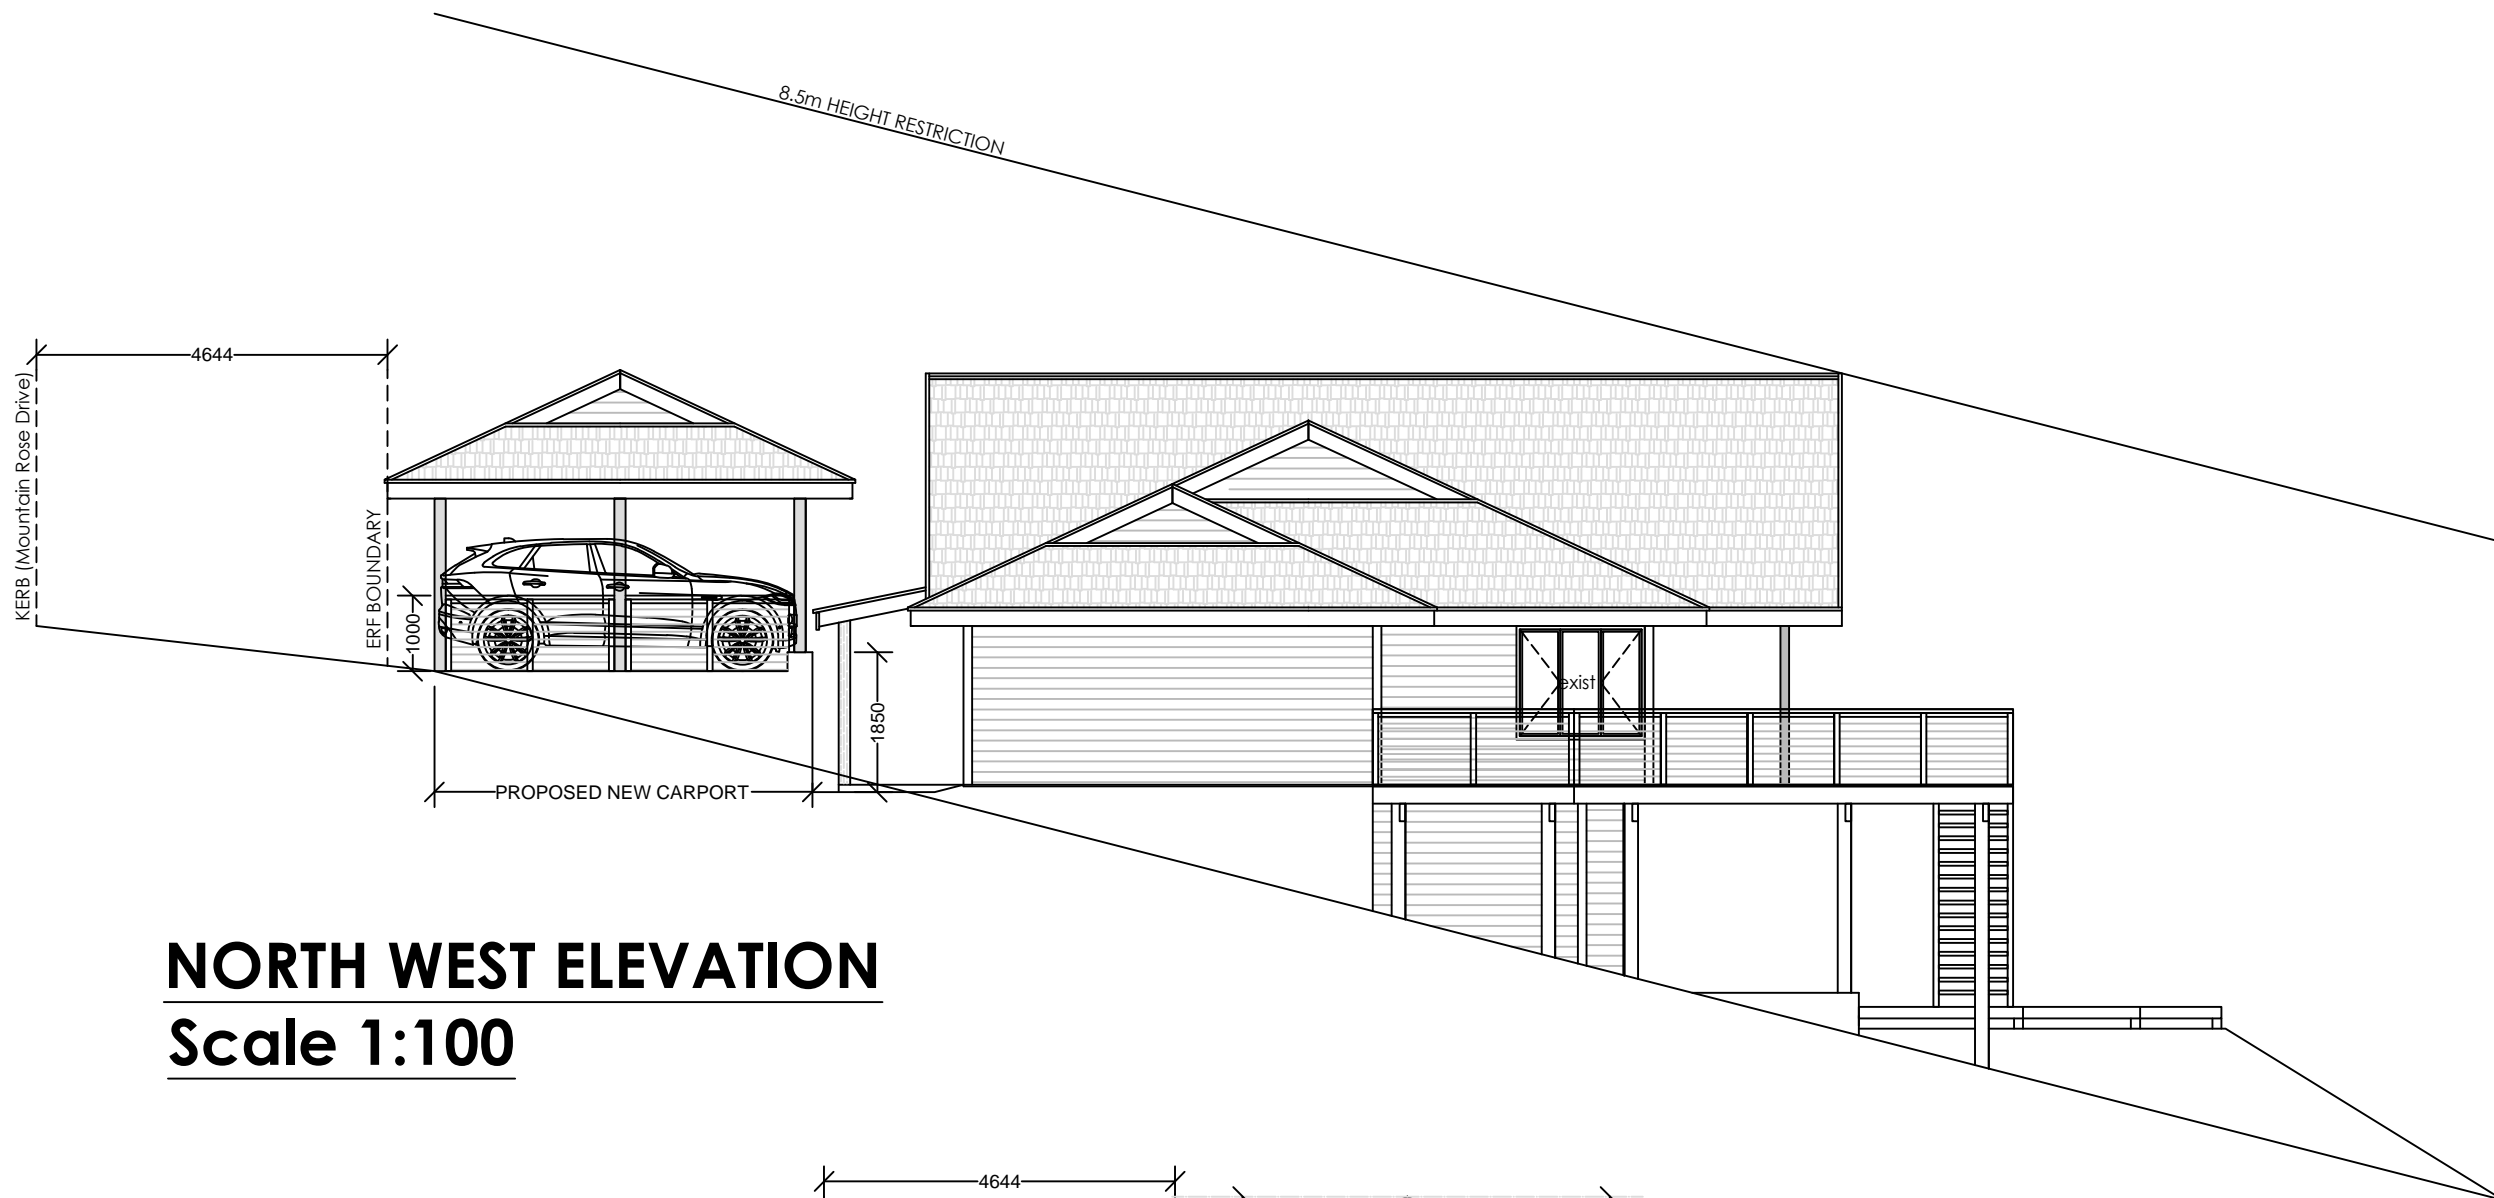 8.5m HEIGHT RESTRICTION
4644
KERB (Mountain Rose Drive)
ERF BOUNDARY
1000
1850
exist
PROPOSED NEW CARPORT
NORTH WEST ELEVATION
Scale 1:100
4644